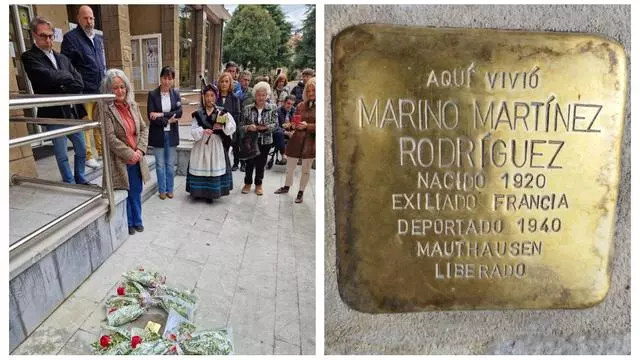 AQUÍ VIVIÓ
MARINO MARTÍNEZ
RODRÍGUEZ
NACIDO 1920
EXILIADO FRANCIA
DEPORTADO 1940
MAUTHAUSEN
LIBERADO